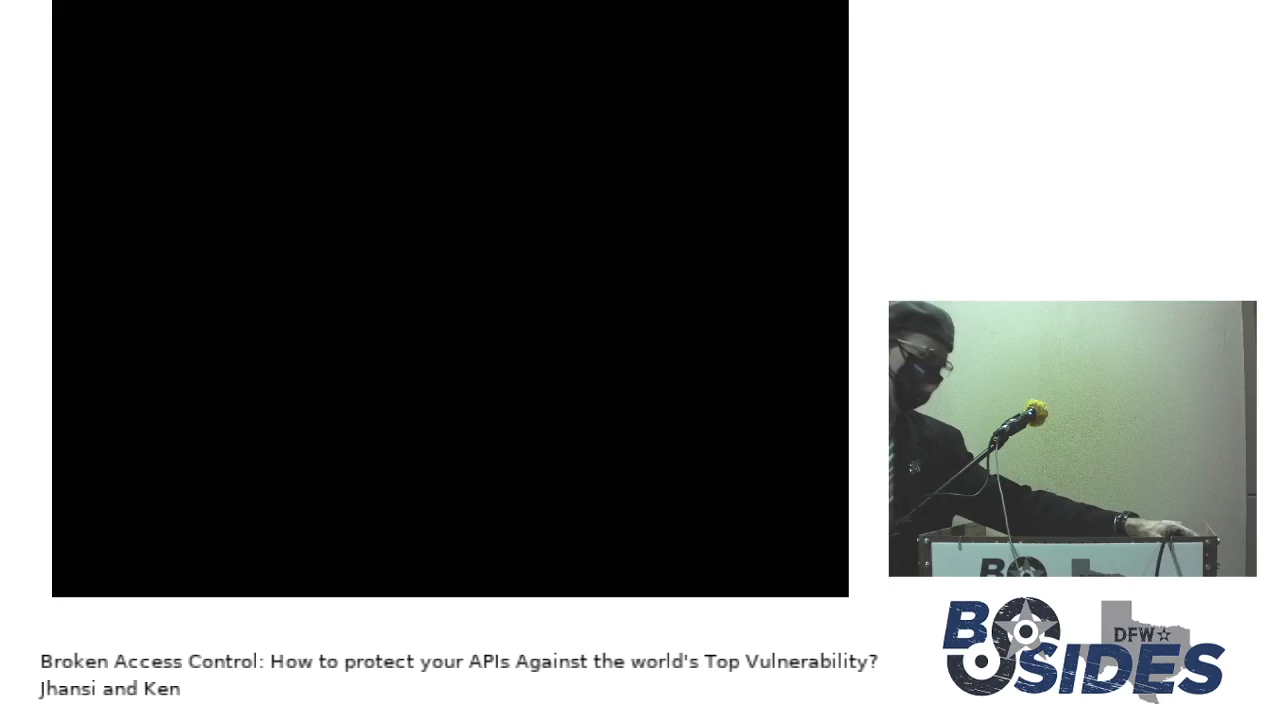 B
Broken Access Control: How to protect your APIs Against the world's Top Vulnerability?
Jhansi and Ken
BSIDES
DFW